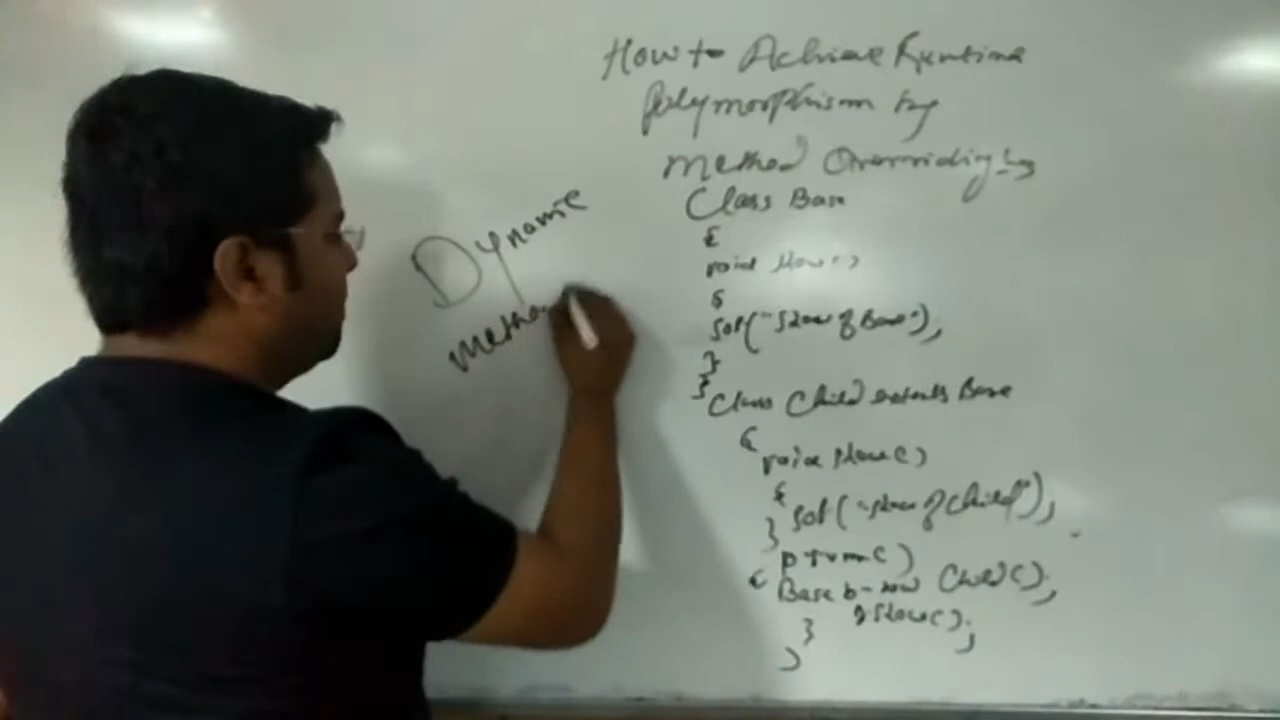 How to Achieve Runtime
Polymorphism by
Method Overriding
Class Base
{
void show()
{
Sop("Show of Base");
}
}
Class Child extends Base
{
void show()
{
Sop("show of child");
}
p s v m ( )
{
Base b = new Child();
show();
}
}
Dynamic
Metho